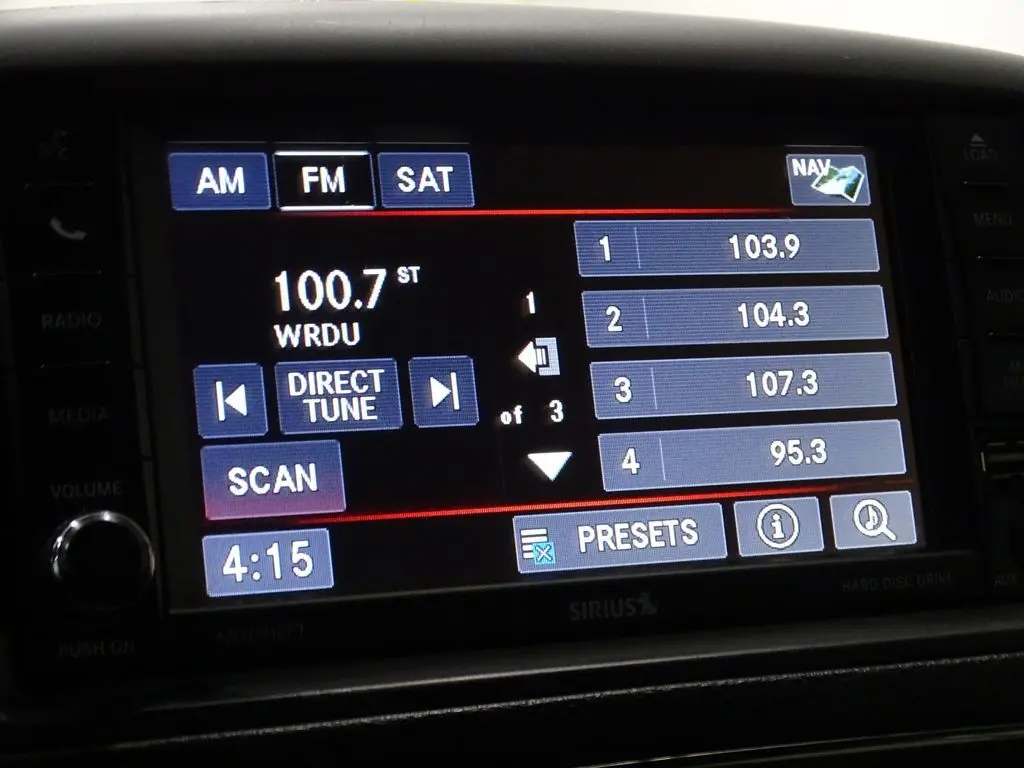 AM FM SAT NAV
LOAD
MENU
1 103.9
100.7 ST
WRDU
1
2 104.3
RADIO
DIRECT
TUNE
of 3
3 107.3
MEDIA
4 95.3
SCAN
VOLUME
PRESETS
4:15
SIRIUS
HARD DISC DRIVE
PUSH ON